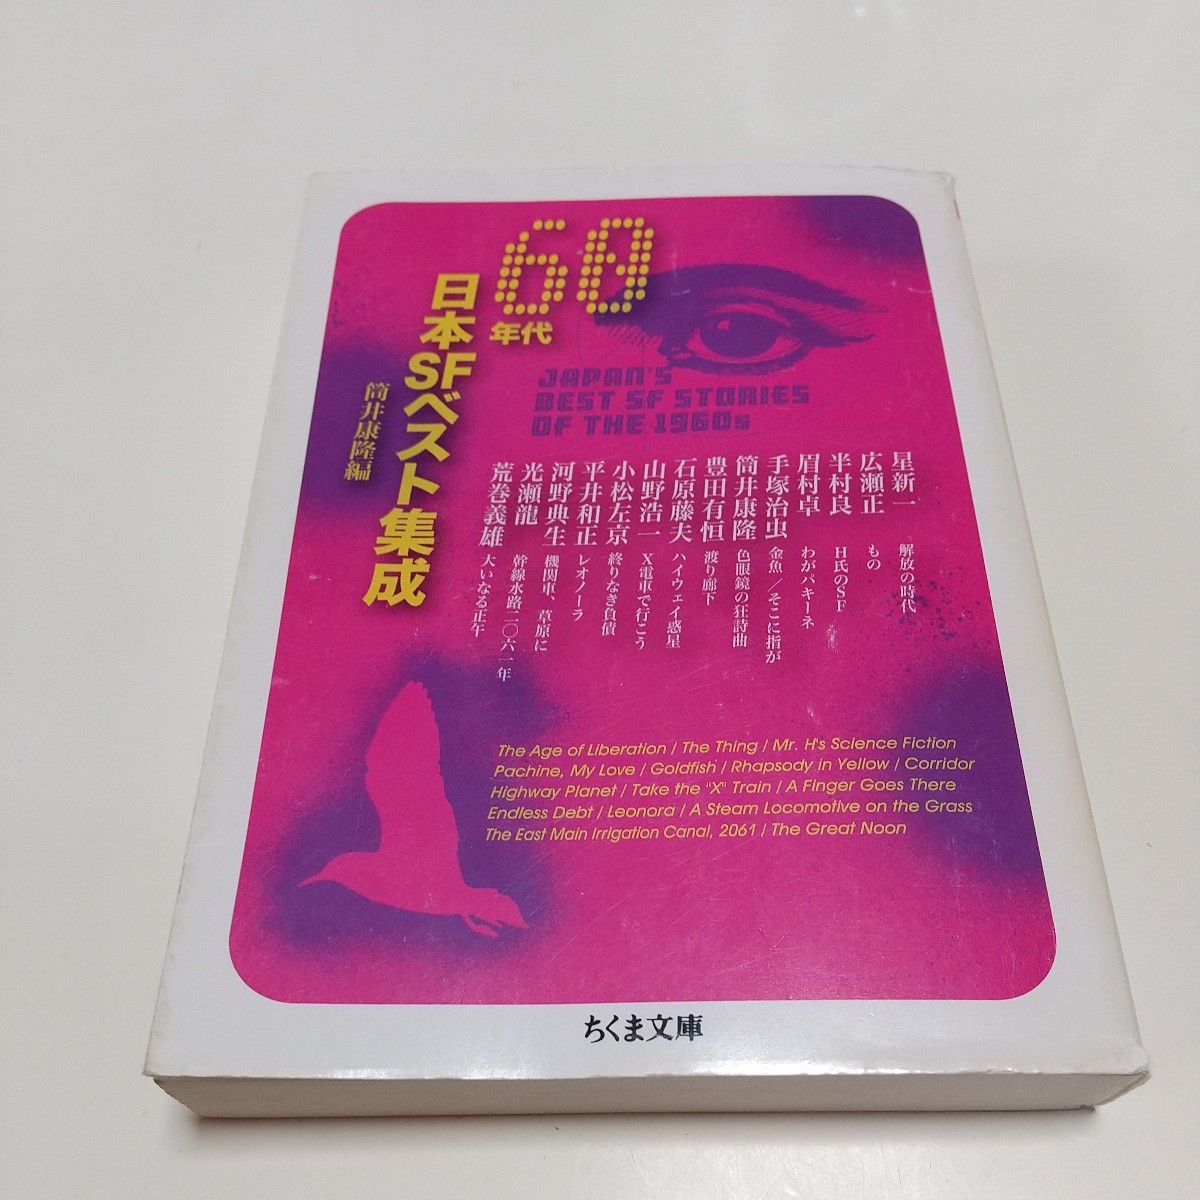 60
年代
日本SFベスト集成
筒井康隆編
JAPAN'S
BEST SF STORIES
OF THE 1960s
星新一 解放の時代
広瀬正 もの
半村良 H氏のSF
眉村卓 わがパキーネ
手塚治虫 金魚／そこに指が
筒井康隆 色眼鏡の狂詩曲
豊田有恒 渡り廊下
石原藤夫 ハイウェイ惑星
山野浩一 X電車で行こう
小松左京 終りなき負債
平井和正 レオノーラ
河野典生 機関車、草原に
光瀬龍 幹線水路二〇六一年
荒巻義雄 大いなる正午
The Age of Liberation / The Thing / Mr. H's Science Fiction
Pachine, My Love / Goldfish / Rhapsody in Yellow / Corridor
Highway Planet / Take the "X" Train / A Finger Goes There
Endless Debt / Leonora / A Steam Locomotive on the Grass
The East Main Irrigation Canal, 2061 / The Great Noon
ちくま文庫